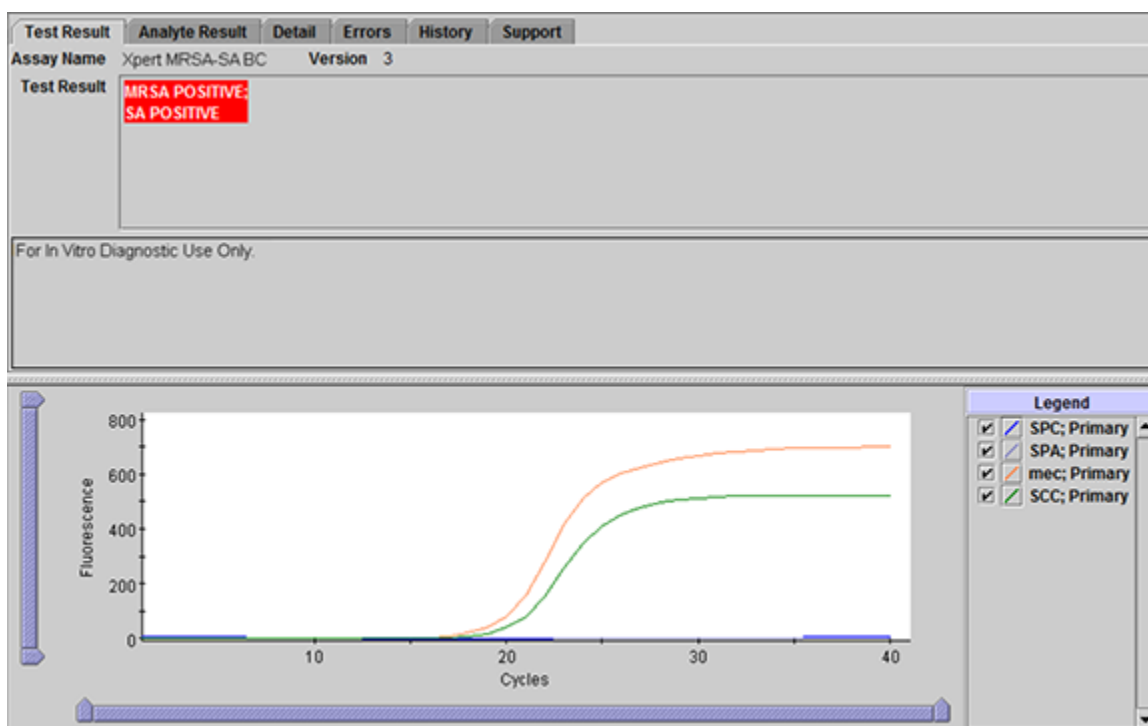 Test Result Analyte Result Detail Errors History Support
Assay Name Xpert MRSA-SA BC Version 3
Test Result MRSA POSITIVE;
SA POSITIVE
For In Vitro Diagnostic Use Only.
Legend
SPC; Primary
SPA; Primary
mec; Primary
SCC; Primary
800
600
400
200
0
Fluorescence
10 20 30 40
Cycles